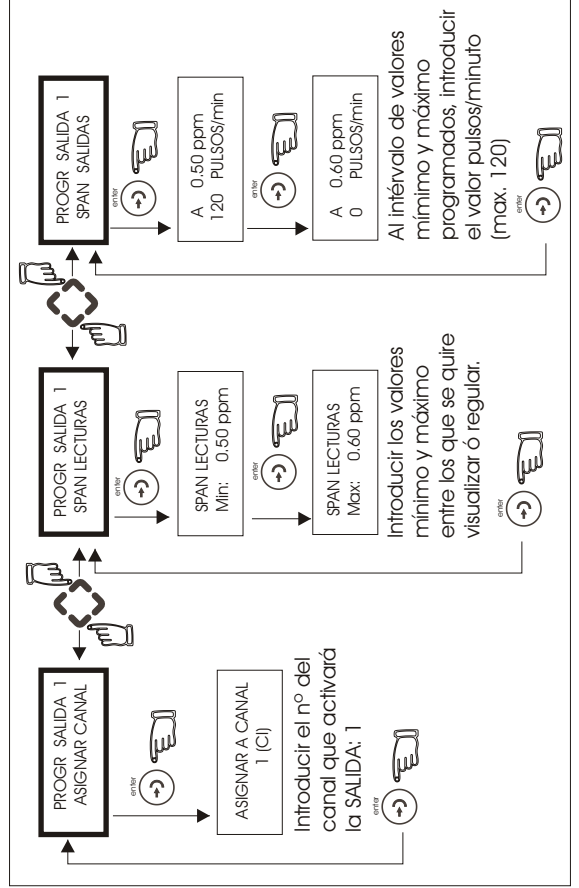 PROGR SALIDA 1
ASIGNAR CANAL
enter
ASIGNAR A CANAL
1 (Cl)
Introducir el nº del
canal que activará
la SALIDA: 1
enter
PROGR SALIDA 1
SPAN LECTURAS
enter
SPAN LECTURAS
Min: 0.50 ppm
enter
SPAN LECTURAS
Max: 0.60 ppm
Introducir los valores
mínimo y máximo
entre los que se quire
visualizar ó regular.
enter
PROGR SALIDA 1
SPAN SALIDAS
enter
A 0.50 ppm
120 PULSOS/min
enter
A 0.60 ppm
0 PULSOS/min
Al intérvalo de valores
mímimo y máximo
programados, introducir
el valor pulsos/minuto
(max. 120)
enter